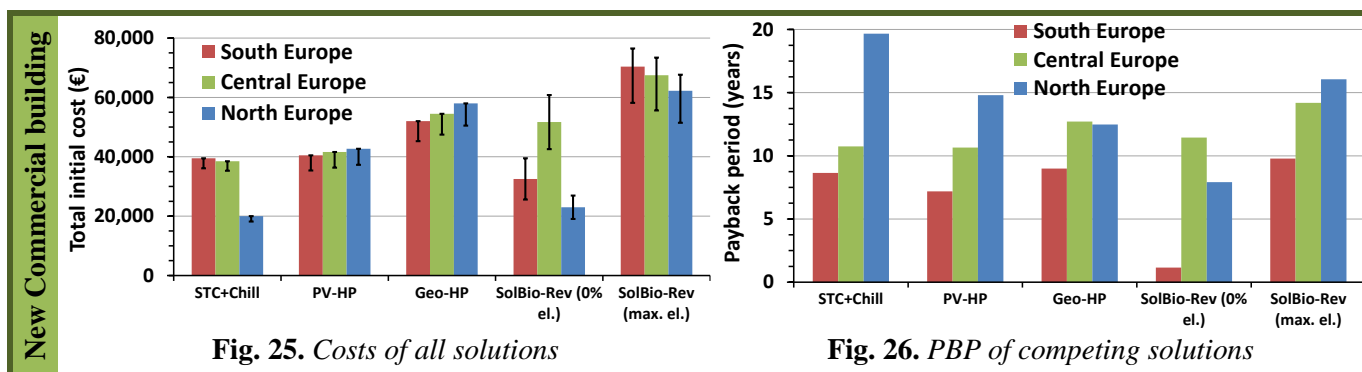 New Commercial building
Total initial cost (€)
80,000
60,000
40,000
20,000
0
South Europe
Central Europe
North Europe
STC+Chill
PV-HP
Geo-HP
SolBio-Rev (0%
el.)
SolBio-Rev
(max. el.)
Fig. 25. Costs of all solutions
Payback period (years)
20
15
10
5
0
South Europe
Central Europe
North Europe
STC+Chill
PV-HP
Geo-HP
SolBio-Rev (0%
el.)
SolBio-Rev
(max. el.)
Fig. 26. PBP of competing solutions